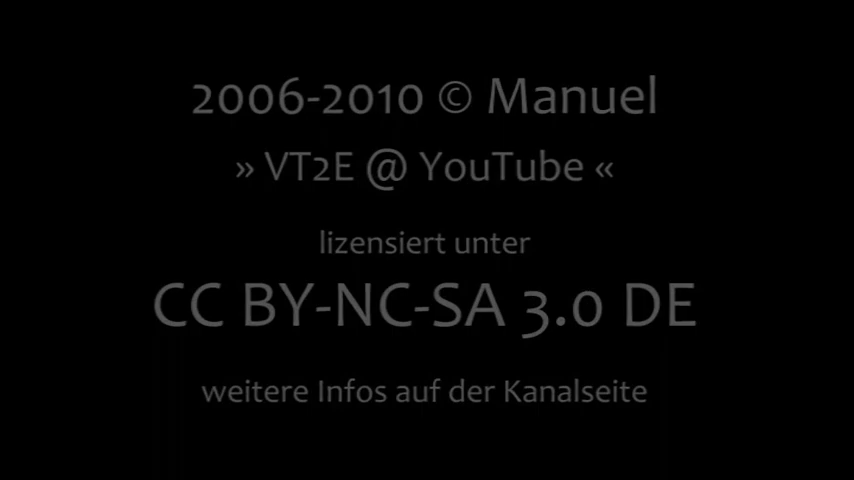 2006-2010 © Manuel
» VT2E @ YouTube «
lizensiert unter
CC BY-NC-SA 3.0 DE
weitere Infos auf der Kanalseite